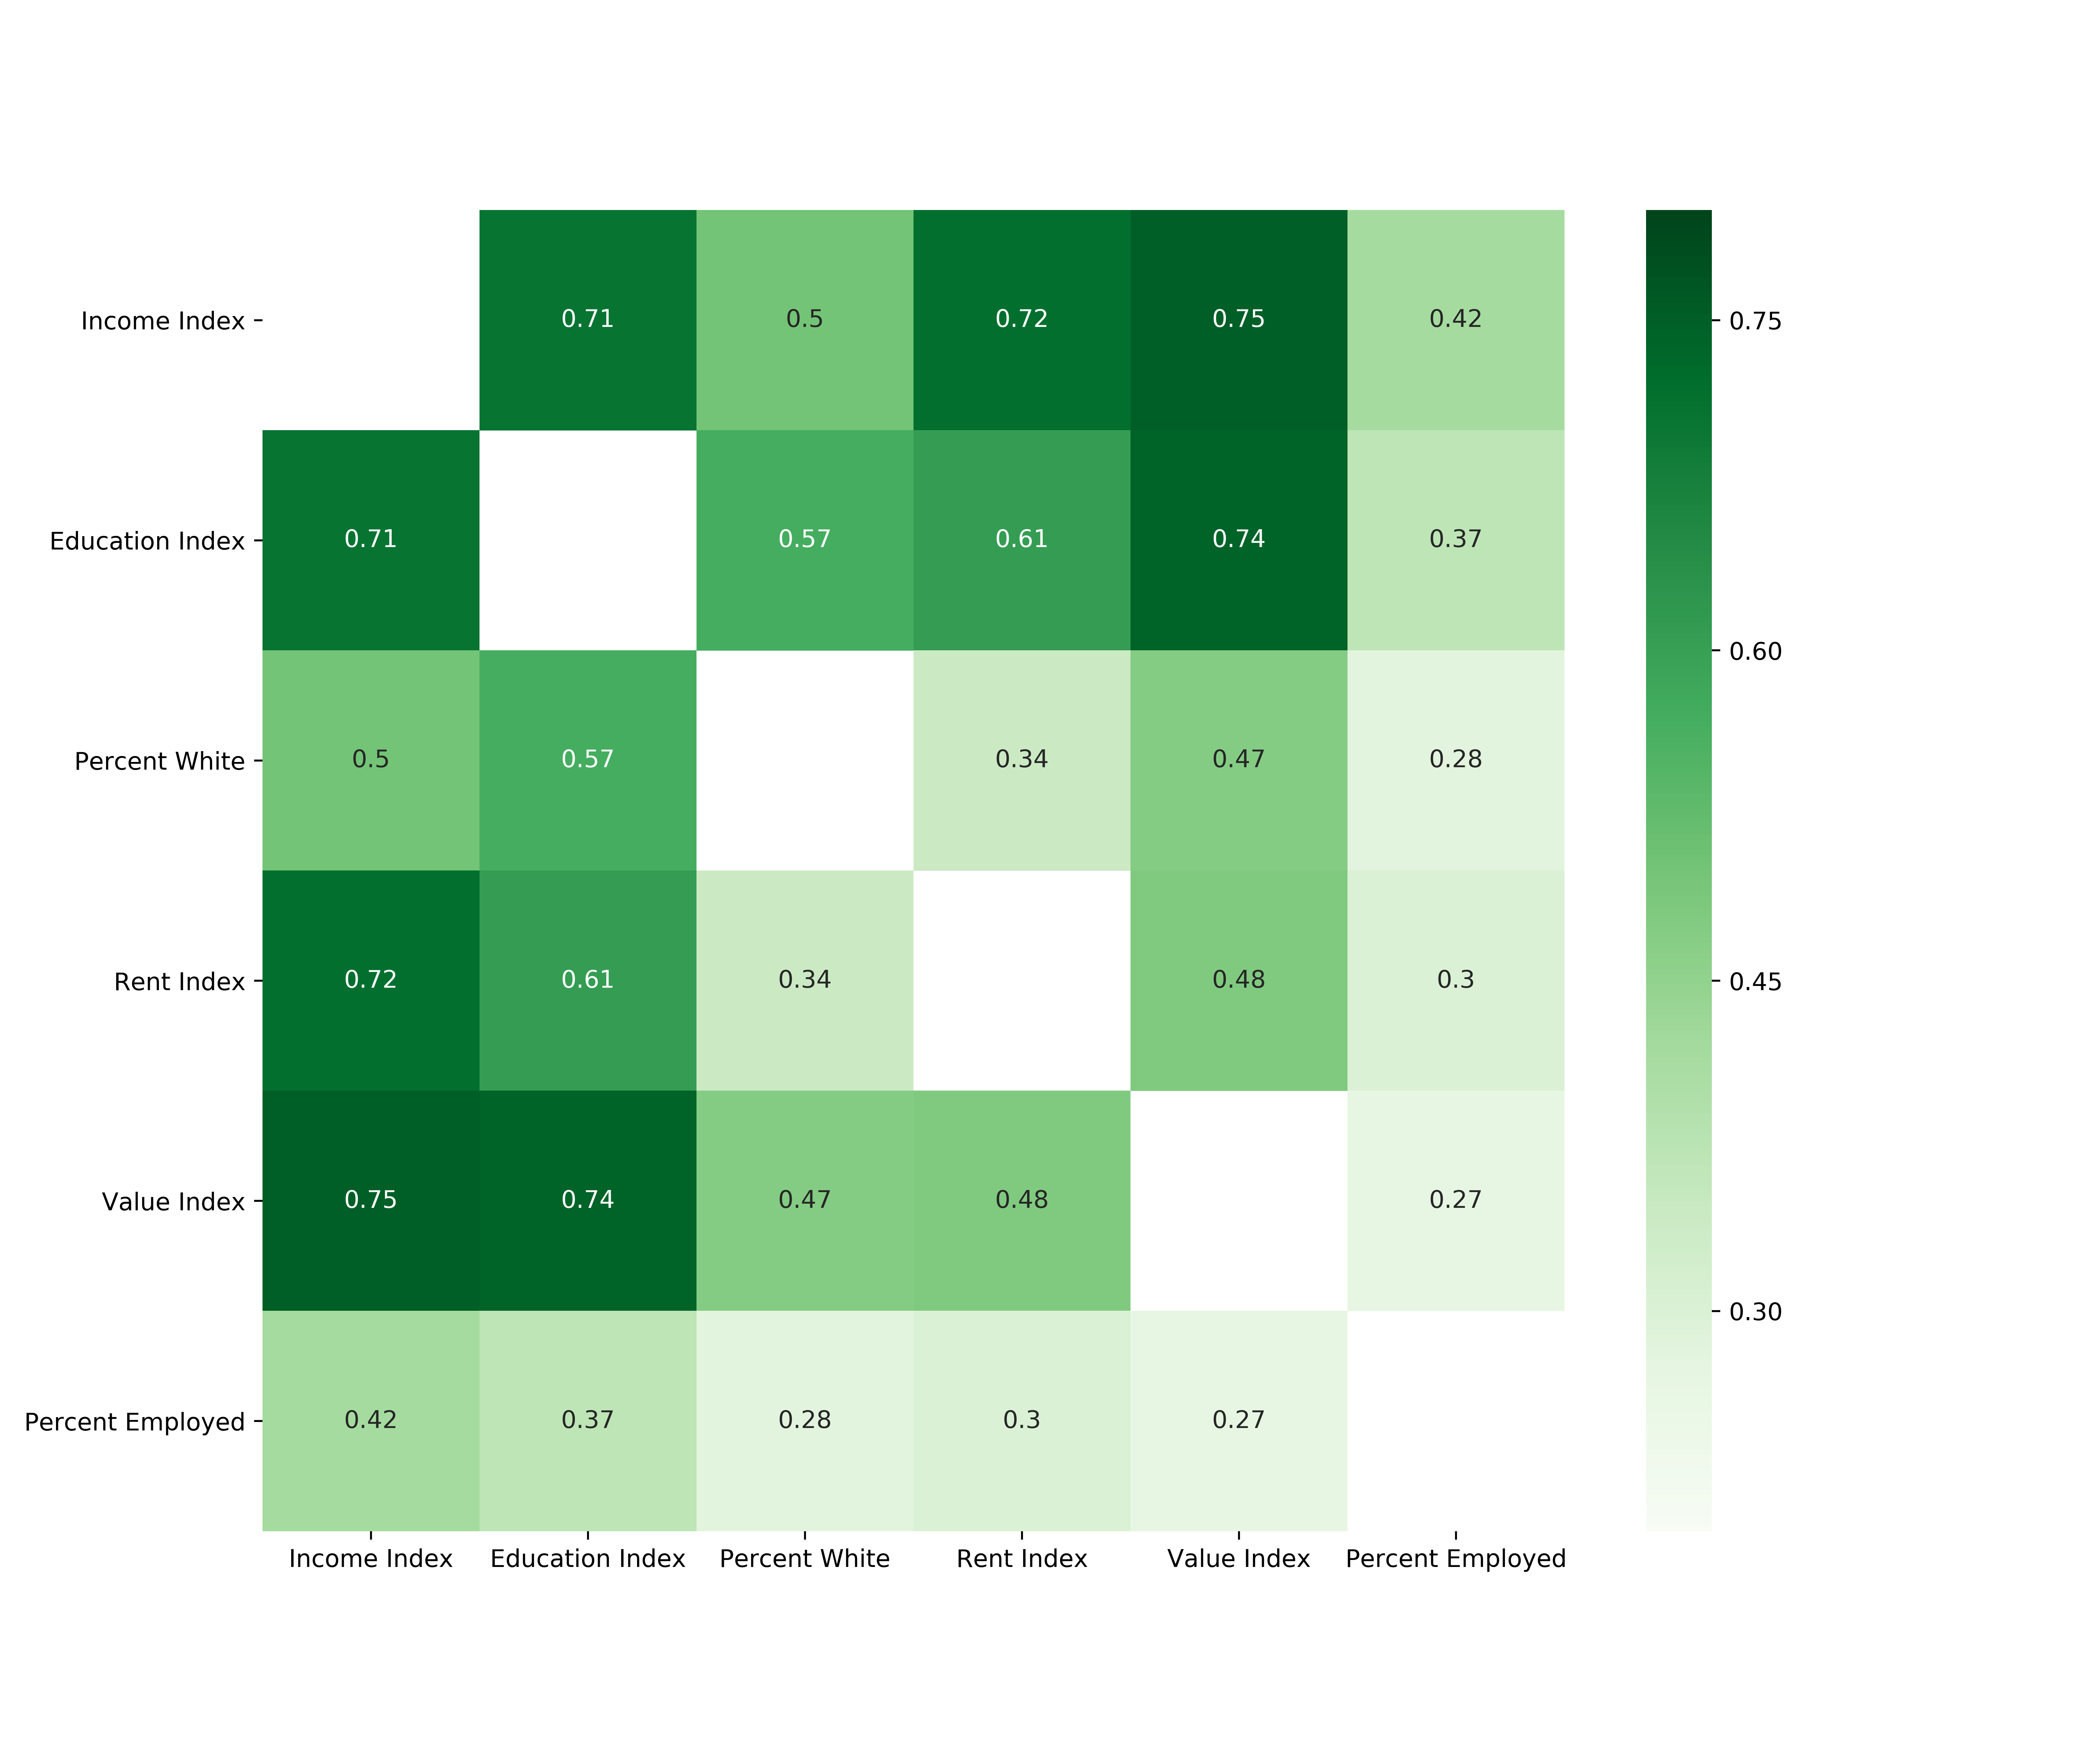 Income Index 0.71 0.5 0.72 0.75 0.42 0.75
Education Index 0.71 0.57 0.61 0.74 0.37
0.60
Percent White 0.5 0.57 0.34 0.47 0.28
Rent Index 0.72 0.61 0.34 0.48 0.3 0.45
Value Index 0.75 0.74 0.47 0.48 0.27
0.30
Percent Employed 0.42 0.37 0.28 0.3 0.27
Income Index Education Index Percent White Rent Index Value Index Percent Employed